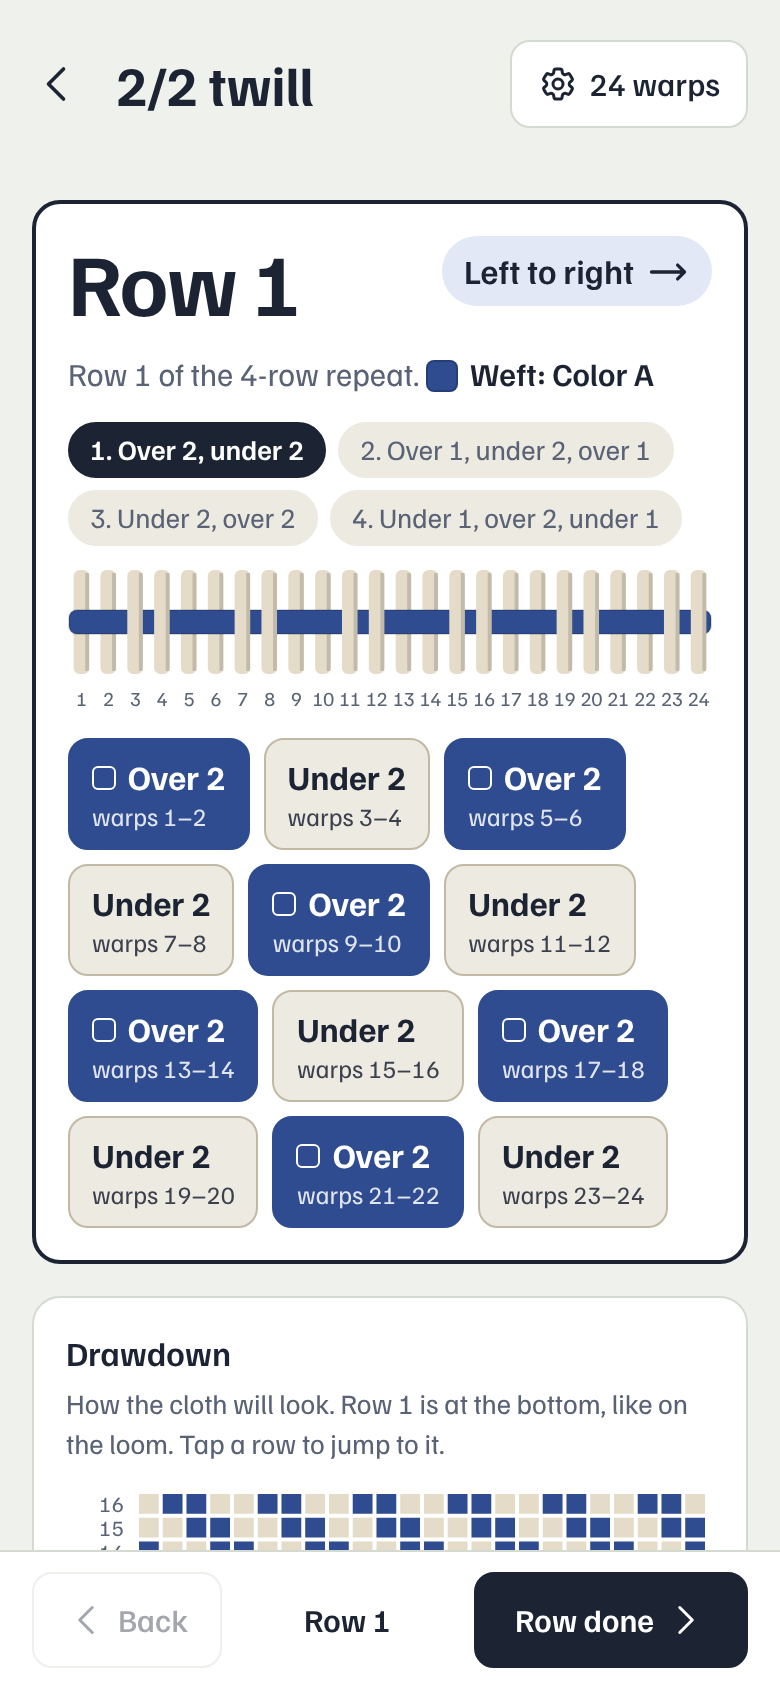 2/2 twill
24 warps
Row 1
Left to right
Row 1 of the 4-row repeat. Weft: Color A
1. Over 2, under 2
2. Over 1, under 2, over 1
3. Under 2, over 2
4. Under 1, over 2, under 1
1 2 3 4 5 6 7 8 9 10 11 12 13 14 15 16 17 18 19 20 21 22 23 24
Over 2
warps 1–2
Under 2
warps 3–4
Over 2
warps 5–6
Under 2
warps 7–8
Over 2
warps 9–10
Under 2
warps 11–12
Over 2
warps 13–14
Under 2
warps 15–16
Over 2
warps 17–18
Under 2
warps 19–20
Over 2
warps 21–22
Under 2
warps 23–24
Drawdown
How the cloth will look. Row 1 is at the bottom, like on
the loom. Tap a row to jump to it.
16
15
Back
Row 1
Row done